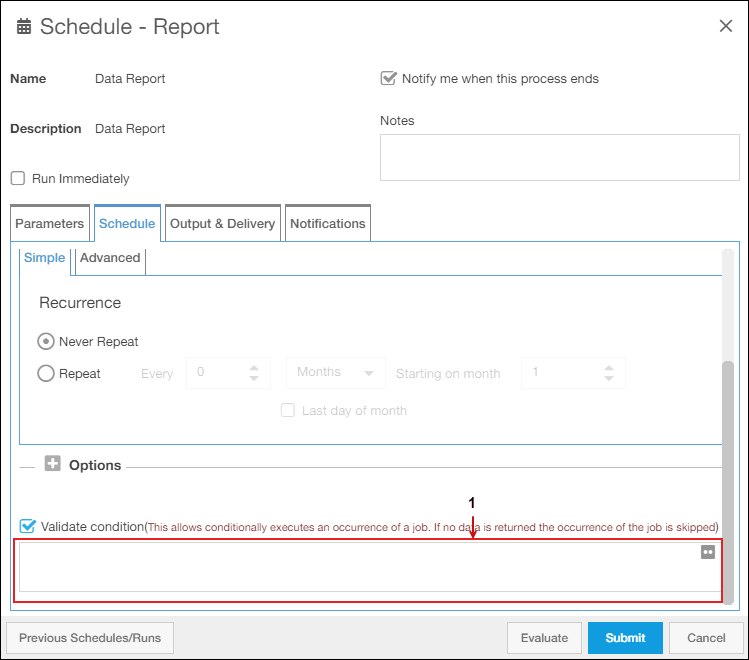 Schedule - Report
Name Data Report
Notify me when this process ends
Description Data Report
Notes
Run Immediately
Parameters Schedule Output & Delivery Notifications
Simple Advanced
Recurrence
Never Repeat
Repeat Every 0 Months Starting on month 1
Last day of month
Options
1
Validate condition(This allows conditionally executes an occurrence of a job. If no data is returned the occurrence of the job is skipped)
Previous Schedules/Runs Evaluate Submit Cancel